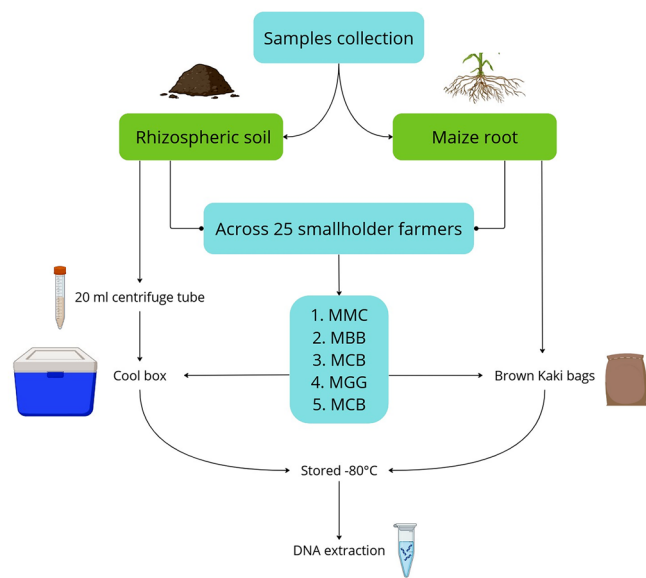 Samples collection
Rhizospheric soil
Maize root
Across 25 smallholder farmers
20 ml centrifuge tube
1. MMC
2. MBB
3. MCB
4. MGG
5. MCB
Cool box
Brown Kaki bags
Stored -80°C
DNA extraction